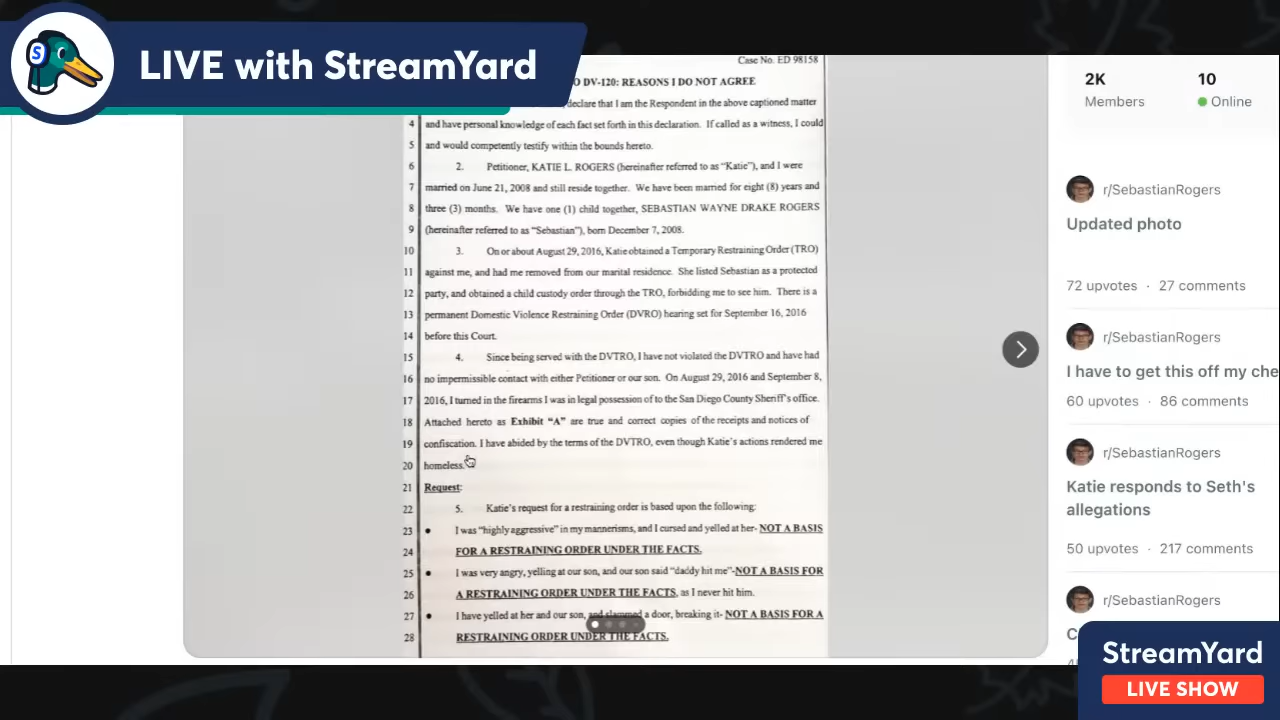 LIVE with StreamYard
Case No. ED 98158
O DV-120: REASONS I DO NOT AGREE
declare that I am the Respondent in the above captioned matter
4 and have personal knowledge of each fact set forth in this declaration. If called as a witness, I could
5 and would competently testify within the bounds hereto.
6 2. Petitioner, KATIE L. ROGERS (hereinafter referred to as "Katie"), and I were
7 married on June 21, 2008 and still reside together. We have been married for eight (8) years and
8 three (3) months. We have one (1) child together, SEBASTIAN WAYNE DRAKE ROGERS
9 (hereinafter referred to as "Sebastian"), born December 7, 2008.
10 3. On or about August 29, 2016, Katie obtained a Temporary Restraining Order (TRO)
11 against me, and had me removed from our marital residence. She listed Sebastian as a protected
12 party, and obtained a child custody order through the TRO, forbidding me to see him. There is a
13 permanent Domestic Violence Restraining Order (DVRO) hearing set for September 16, 2016
14 before this Court.
15 4. Since being served with the DVTRO, I have not violated the DVTRO and have had
16 no impermissible contact with either Petitioner or our son. On August 29, 2016 and September 8,
17 2016, I turned in the firearms I was in legal possession of to the San Diego County Sheriff's office.
18 Attached hereto as Exhibit "A" are true and correct copies of the receipts and notices of
19 confiscation. I have abided by the terms of the DVTRO, even though Katie's actions rendered me
20 homeless.
21 Request:
22 5. Katie's request for a restraining order is based upon the following:
23 • I was "highly aggressive" in my mannerisms, and I cursed and yelled at her- NOT A BASIS
24 FOR A RESTRAINING ORDER UNDER THE FACTS.
25 • I was very angry, yelling at our son, and our son said "daddy hit me"-NOT A BASIS FOR
26 A RESTRAINING ORDER UNDER THE FACTS, as I never hit him.
27 • I have yelled at her and our son, and slammed a door, breaking it- NOT A BASIS FOR A
28 RESTRAINING ORDER UNDER THE FACTS.
2K 10
Members Online
r/SebastianRogers
Updated photo
72 upvotes · 27 comments
r/SebastianRogers
I have to get this off my che
60 upvotes · 86 comments
r/SebastianRogers
Katie responds to Seth's
allegations
50 upvotes · 217 comments
r/SebastianRogers
StreamYard
LIVE SHOW